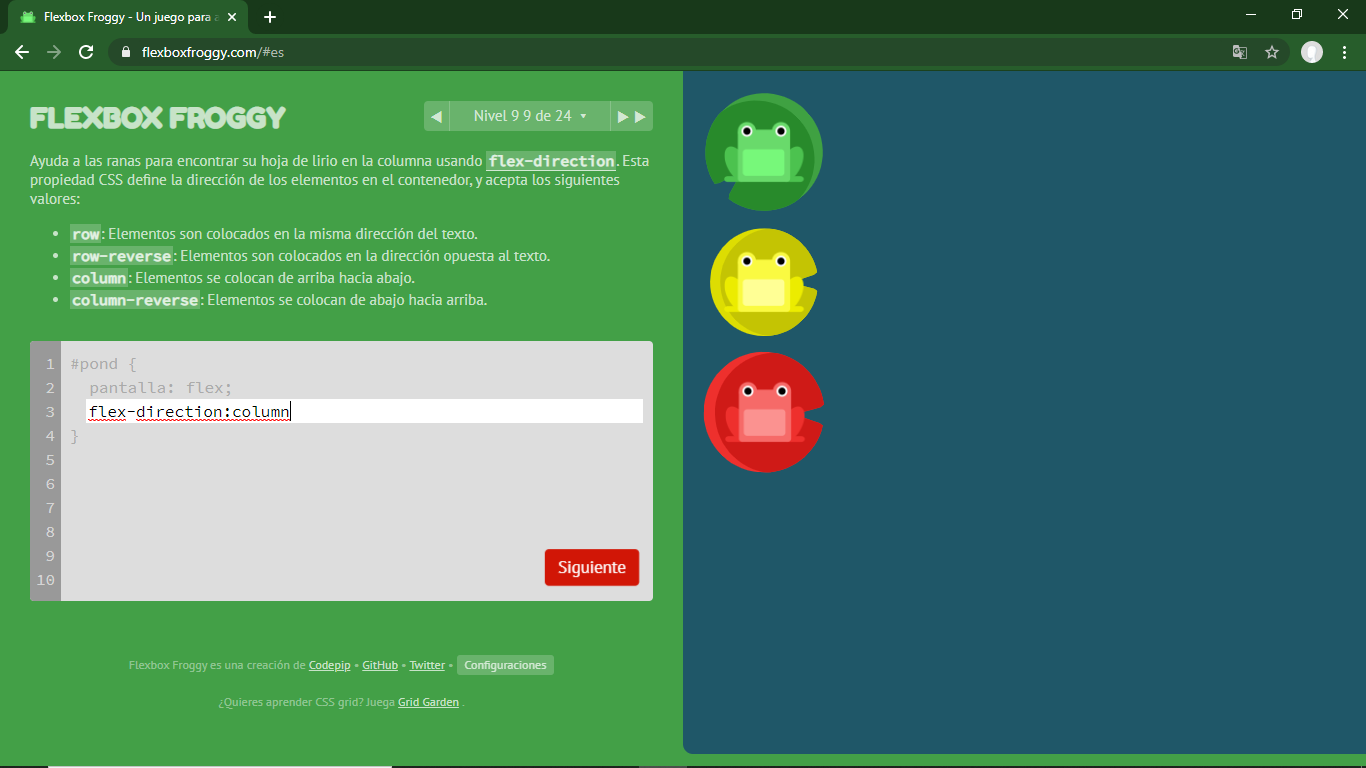 Flexbox Froggy - Un juego para a
flexboxfroggy.com/#es
FLEXBOX FROGGY
◀ Nivel 9 9 de 24 ▾ ▶ ▶
Ayuda a las ranas para encontrar su hoja de lirio en la columna usando flex-direction. Esta
propiedad CSS define la dirección de los elementos en el contenedor, y acepta los siguientes
valores:
• row: Elementos son colocados en la misma dirección del texto.
• row-reverse: Elementos son colocados en la dirección opuesta al texto.
• column: Elementos se colocan de arriba hacia abajo.
• column-reverse: Elementos se colocan de abajo hacia arriba.
1 #pond {
2 pantalla: flex;
3 flex-direction:column
4 }
5
6
7
8
9
10
Siguiente
Flexbox Froggy es una creación de Codepip • GitHub • Twitter • Configuraciones
¿Quieres aprender CSS grid? Juega Grid Garden .